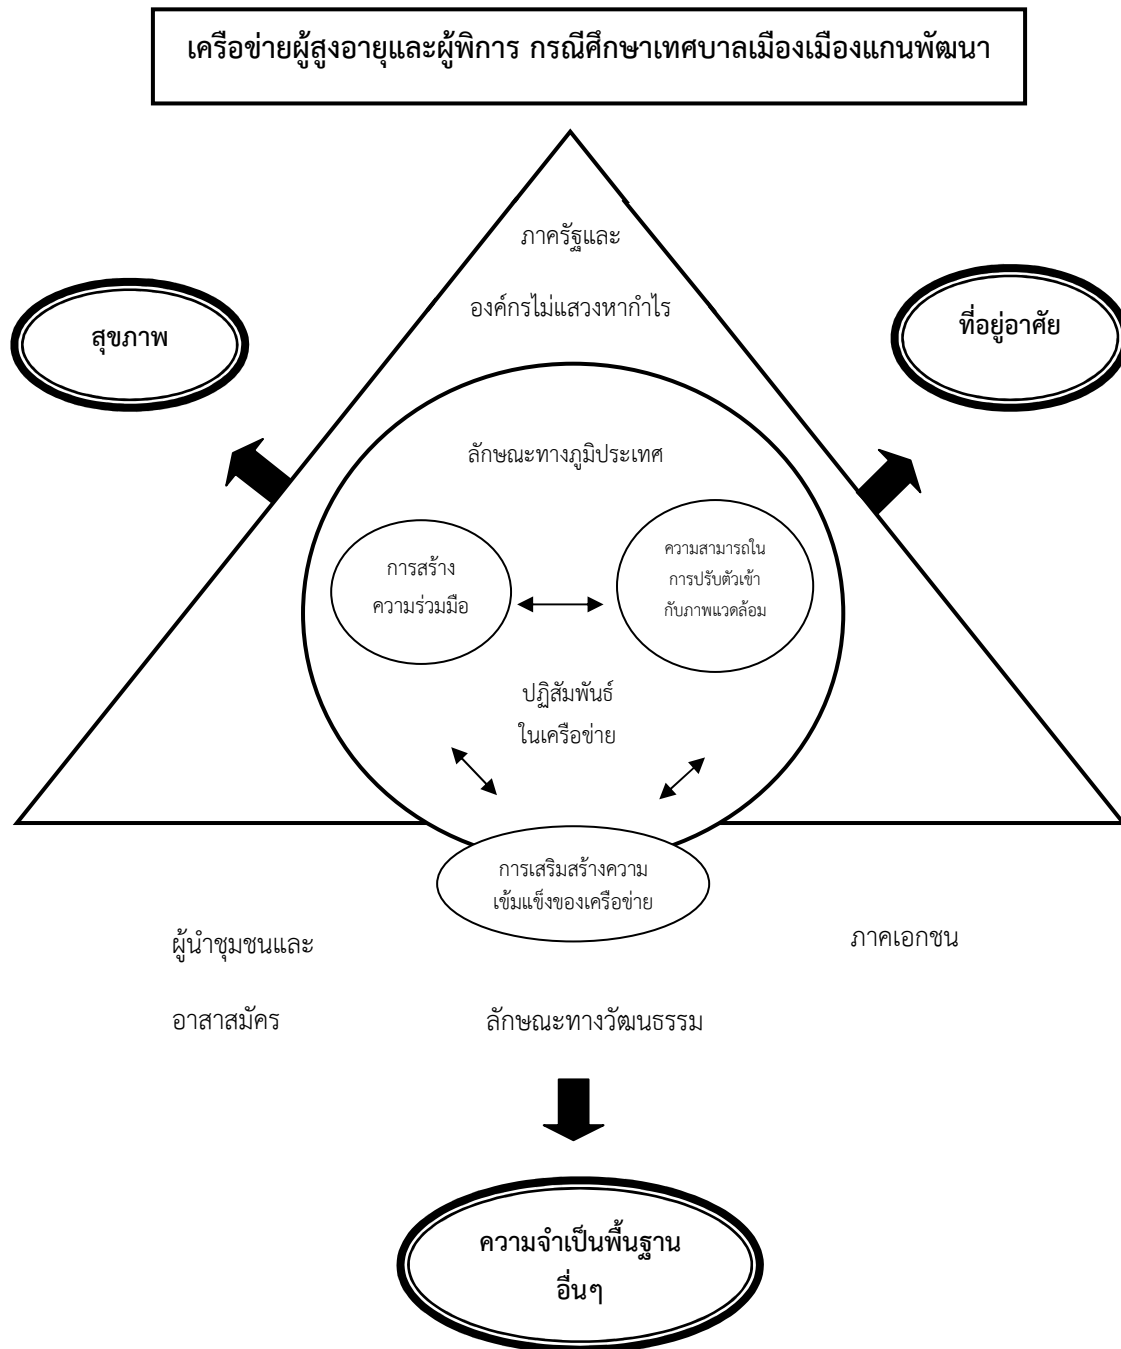 เครือข่ายผู้สูงอายุและผู้พิการ กรณีศึกษาเทศบาลเมืองเมืองแกนพัฒนา
ภาครัฐและ
องค์กรไม่แสวงหากำไร
สุขภาพ
ที่อยู่อาศัย
ลักษณะทางภูมิประเทศ
การสร้าง
ความร่วมมือ
ความสามารถใน
การปรับตัวเข้า
กับภาพแวดล้อม
ปฏิสัมพันธ์
ในเครือข่าย
การเสริมสร้างความ
เข้มแข็งของเครือข่าย
ผู้นำชุมชนและ
อาสาสมัคร
ภาคเอกชน
ลักษณะทางวัฒนธรรม
ความจำเป็นพื้นฐาน
อื่นๆ